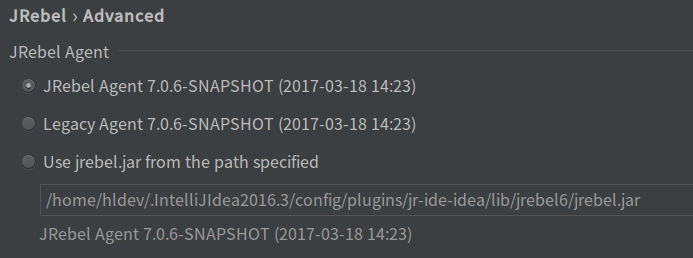 JRebel › Advanced
JRebel Agent
JRebel Agent 7.0.6-SNAPSHOT (2017-03-18 14:23)
Legacy Agent 7.0.6-SNAPSHOT (2017-03-18 14:23)
Use jrebel.jar from the path specified
/home/hldev/.IntelliJIdea2016.3/config/plugins/jr-ide-idea/lib/jrebel6/jrebel.jar
JRebel Agent 7.0.6-SNAPSHOT (2017-03-18 14:23)